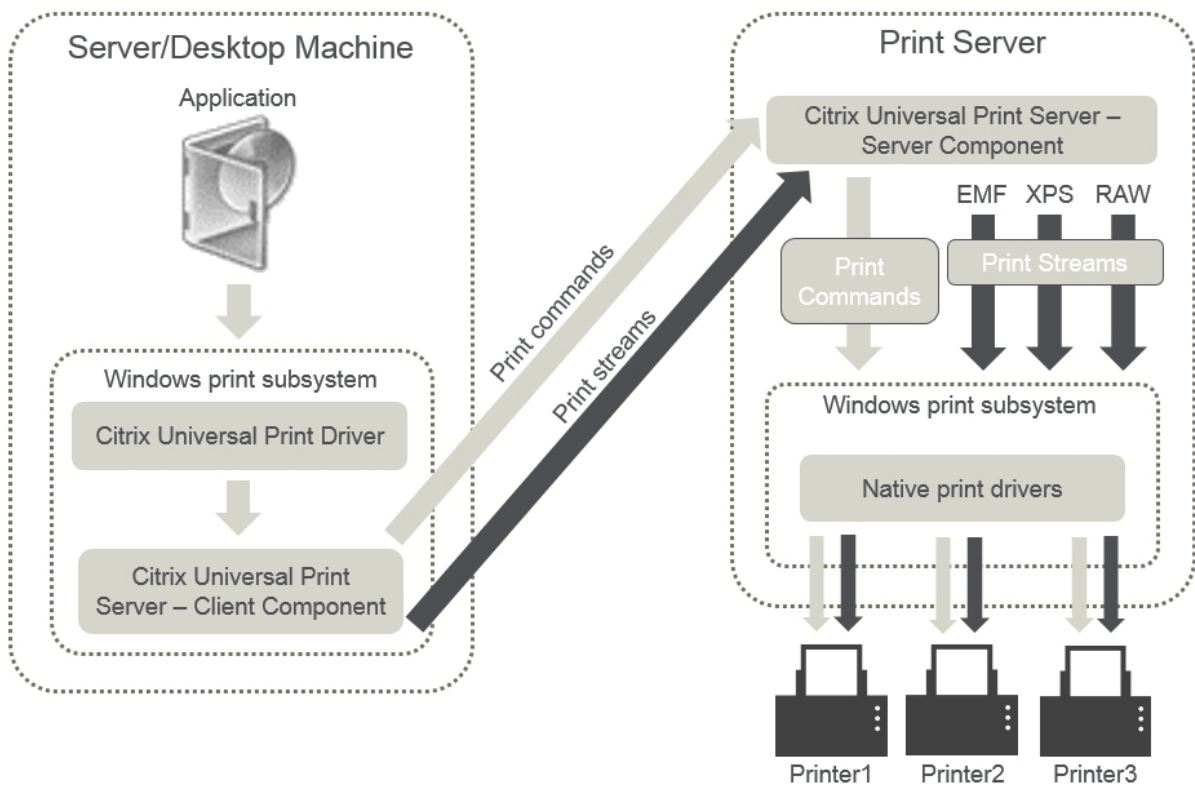 Server/Desktop Machine
Application
Windows print subsystem
Citrix Universal Print Driver
Citrix Universal Print
Server – Client Component
Print commands
Print streams
Print Server
Citrix Universal Print Server –
Server Component
EMF XPS RAW
Print
Commands
Print Streams
Windows print subsystem
Native print drivers
Printer1 Printer2 Printer3